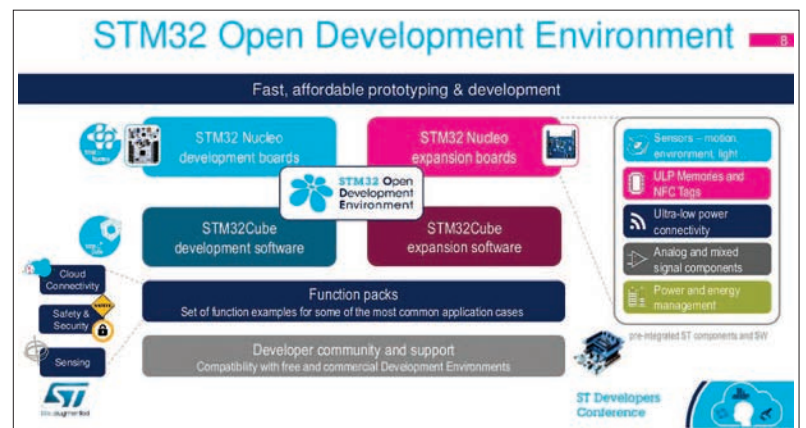 STM32 Open Development Environment
8
Fast, affordable prototyping & development
STM32 Nucleo
development boards
STM32 Nucleo
expansion boards
STM32 Open
Development
Environment
STM32Cube
development software
STM32Cube
expansion software
Sensors – motion,
environment, light
ULP Memories and
NFC Tags
Ultra-low power
connectivity
Analog and mixed
signal components
Power and energy
management
pre-integrated ST components and SW
Cloud
Connectivity
Safety &
Security
Sensing
Function packs
Set of function examples for some of the most common application cases
Developer community and support
Compatibility with free and commercial Development Environments
ST
life.augmented
ST Developers
Conference